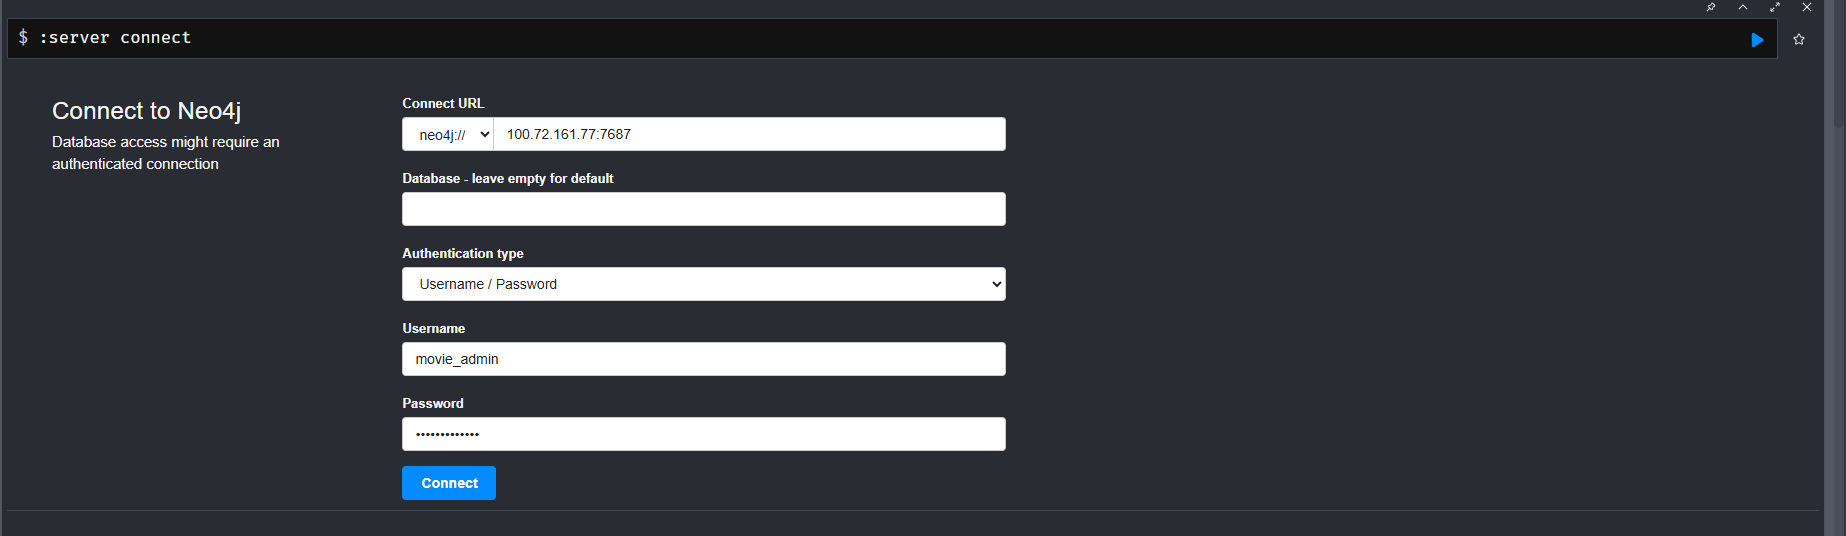 $ :server connect
Connect to Neo4j
Database access might require an
authenticated connection
Connect URL
neo4j://
100.72.161.77:7687
Database - leave empty for default
Authentication type
Username / Password
Username
movie_admin
Password
•••••••••••••
Connect